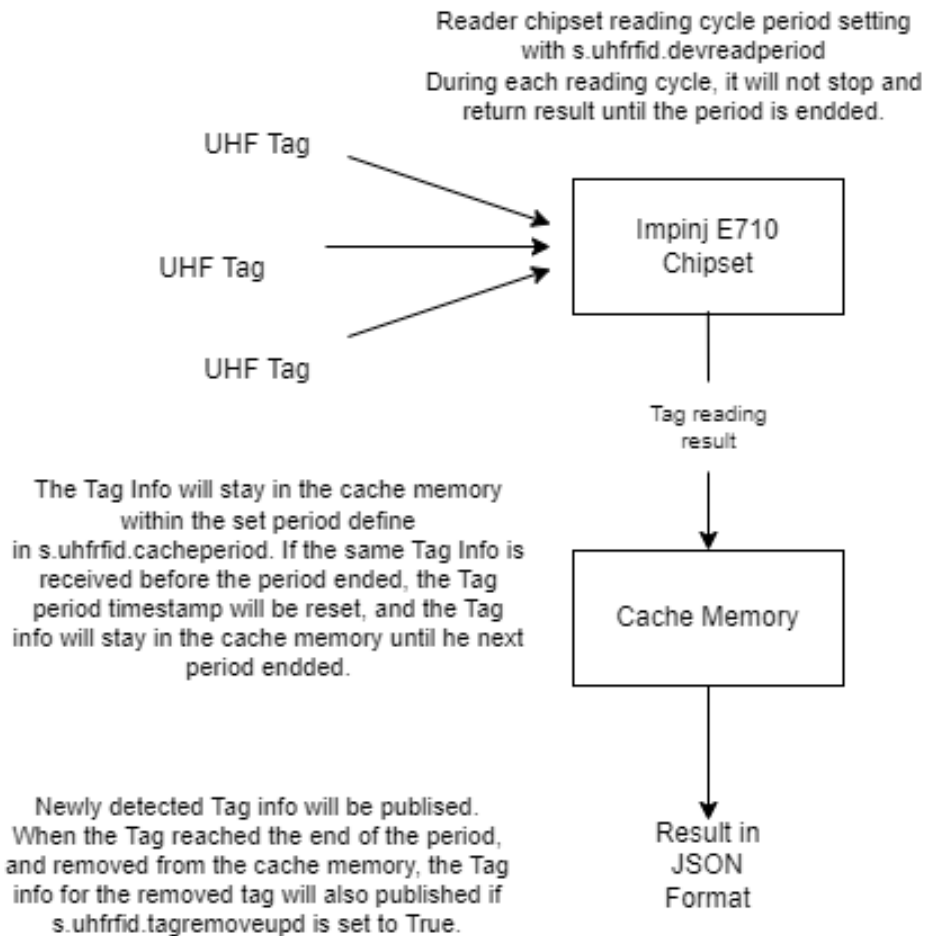 Reader chipset reading cycle period setting
with s.uhfrfid.devreadperiod
During each reading cycle, it will not stop and
return result until the period is endded.
UHF Tag
UHF Tag
UHF Tag
Impinj E710
Chipset
Tag reading
result
The Tag Info will stay in the cache memory
within the set period define
in s.uhfrfid.cacheperiod. If the same Tag Info is
received before the period ended, the Tag
period timestamp will be reset, and the Tag
info will stay in the cache memory until he next
period endded.
Cache Memory
Newly detected Tag info will be publised.
When the Tag reached the end of the period,
and removed from the cache memory, the Tag
info for the removed tag will also published if
s.uhfrfid.tagremoveupd is set to True.
Result in
JSON
Format